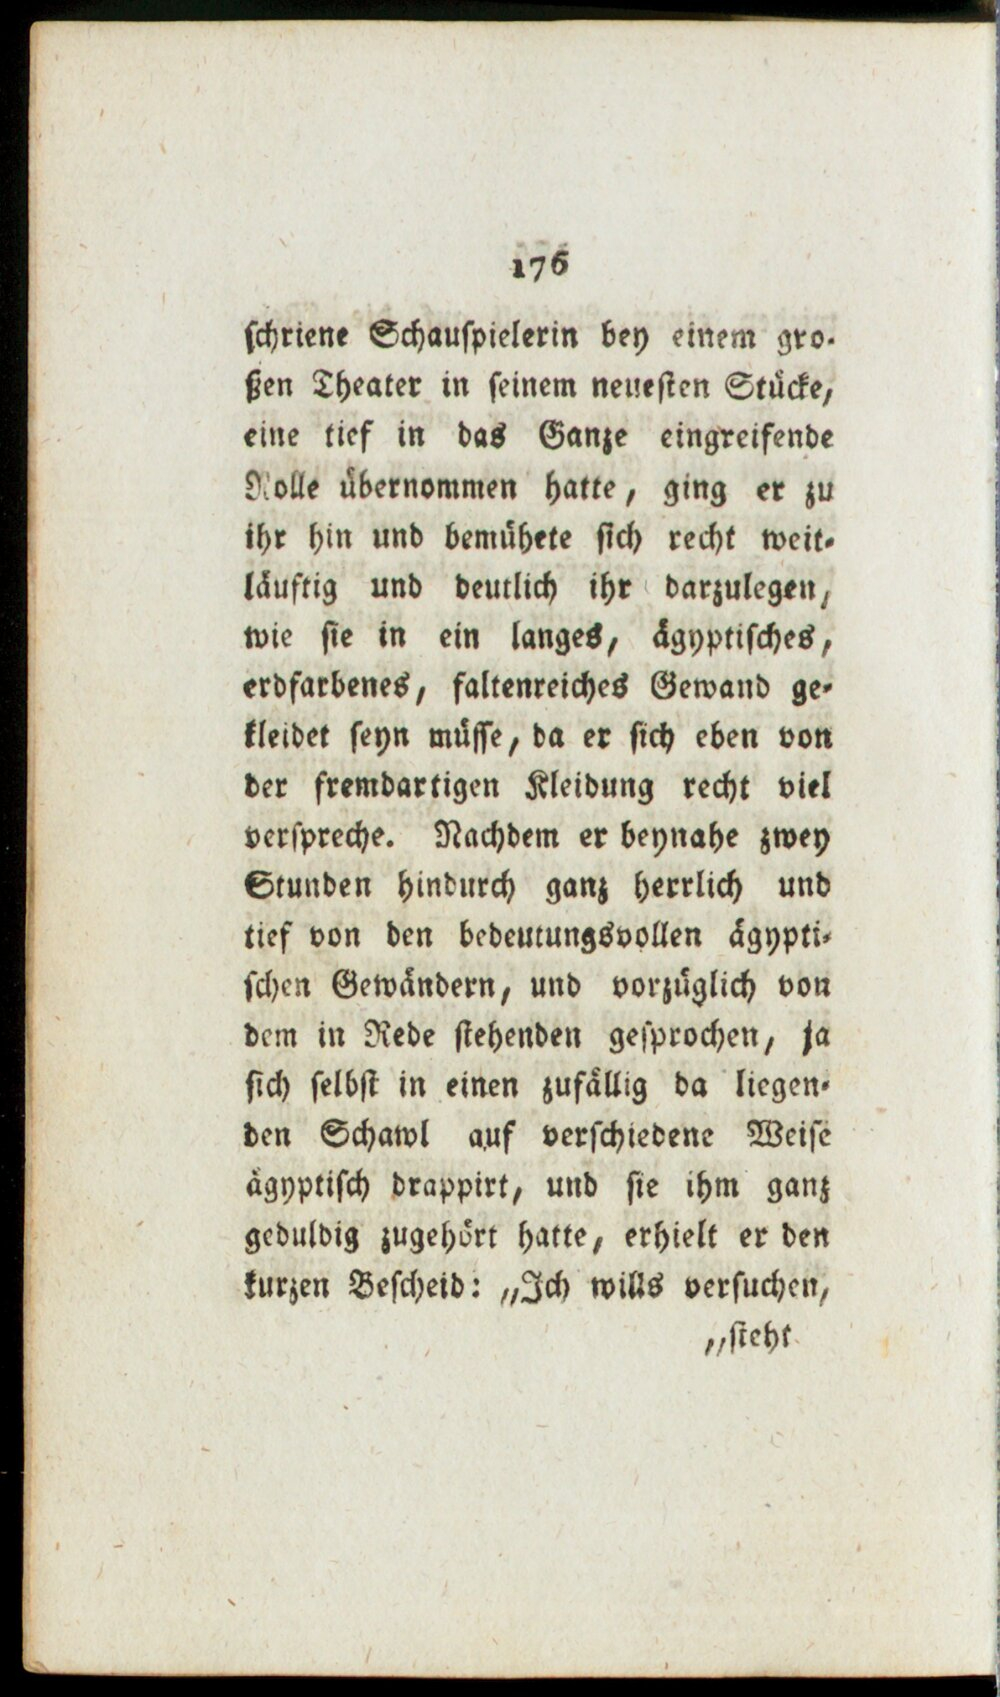 176
schriene Schauspielerin bey einem gro-
ßen Theater in seinem neuesten Stücke,
eine tief in das Ganze eingreifende
Rolle übernommen hatte, ging er zu
ihr hin und bemühete sich recht weit-
läuftig und deutlich ihr darzulegen,
wie sie in ein langes, ägyptisches,
erdfarbenes, faltenreiches Gewand ge-
kleidet seyn müsse, da er sich eben von
der fremdartigen Kleidung recht viel
verspreche. Nachdem er beynahe zwey
Stunden hindurch ganz herrlich und
tief von den bedeutungsvollen ägypti-
schen Gewändern, und vorzüglich von
dem in Rede stehenden gesprochen, ja
sich selbst in einen zufällig da liegen-
den Schawl auf verschiedene Weise
ägyptisch drappirt, und sie ihm ganz
geduldig zugehört hatte, erhielt er den
kurzen Bescheid: „Ich wills versuchen,
„steht